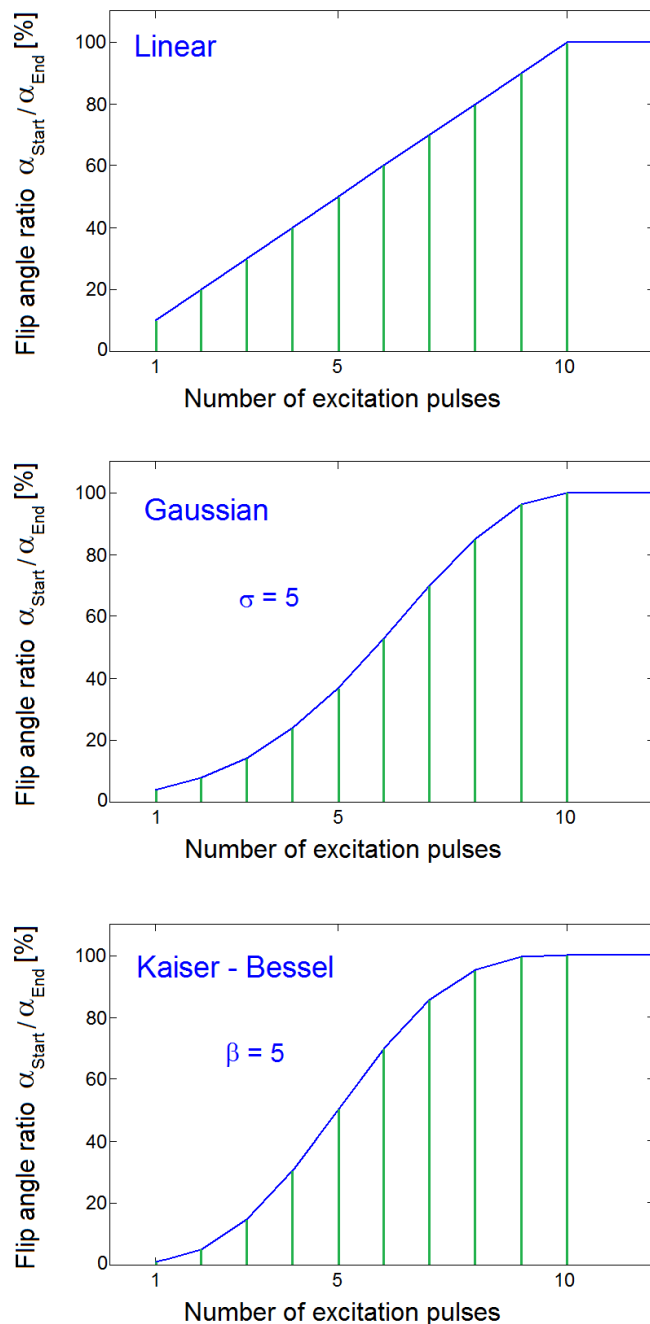 Linear
Flip angle ratio α_Start/α_End [%]
100
80
60
40
20
0
1
5
10
Number of excitation pulses
Gaussian
σ = 5
Flip angle ratio α_Start/α_End [%]
100
80
60
40
20
0
1
5
10
Number of excitation pulses
Kaiser - Bessel
β = 5
Flip angle ratio α_Start/α_End [%]
100
80
60
40
20
0
1
5
10
Number of excitation pulses